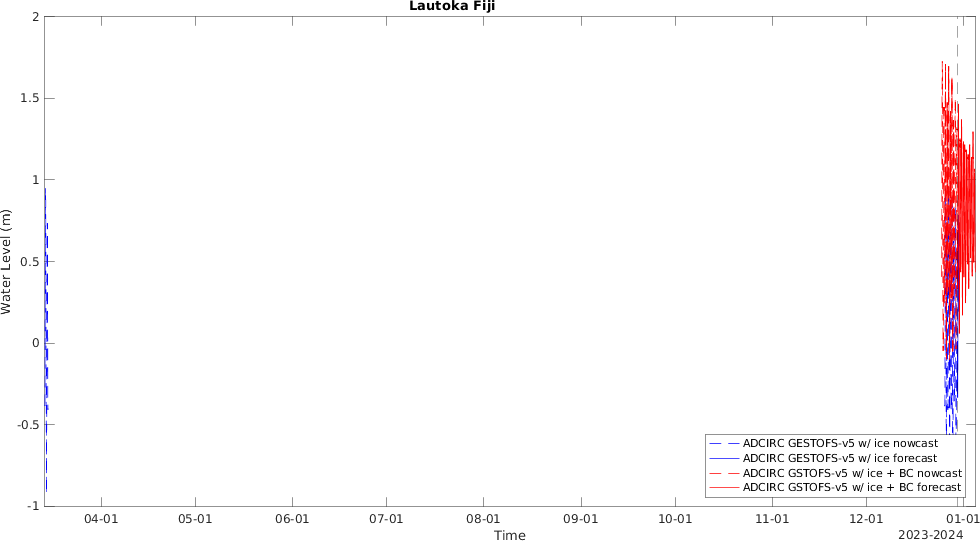 Lautoka Fiji
2
1.5
1
0.5
0
-0.5
-1
Water Level (m)
ADCIRC GESTOFS-v5 w/ ice nowcast
ADCIRC GESTOFS-v5 w/ ice forecast
ADCIRC GSTOFS-v5 w/ ice + BC nowcast
ADCIRC GSTOFS-v5 w/ ice + BC forecast
04-01 05-01 06-01 07-01 08-01 09-01 10-01 11-01 12-01 01-01
Time
2023-2024